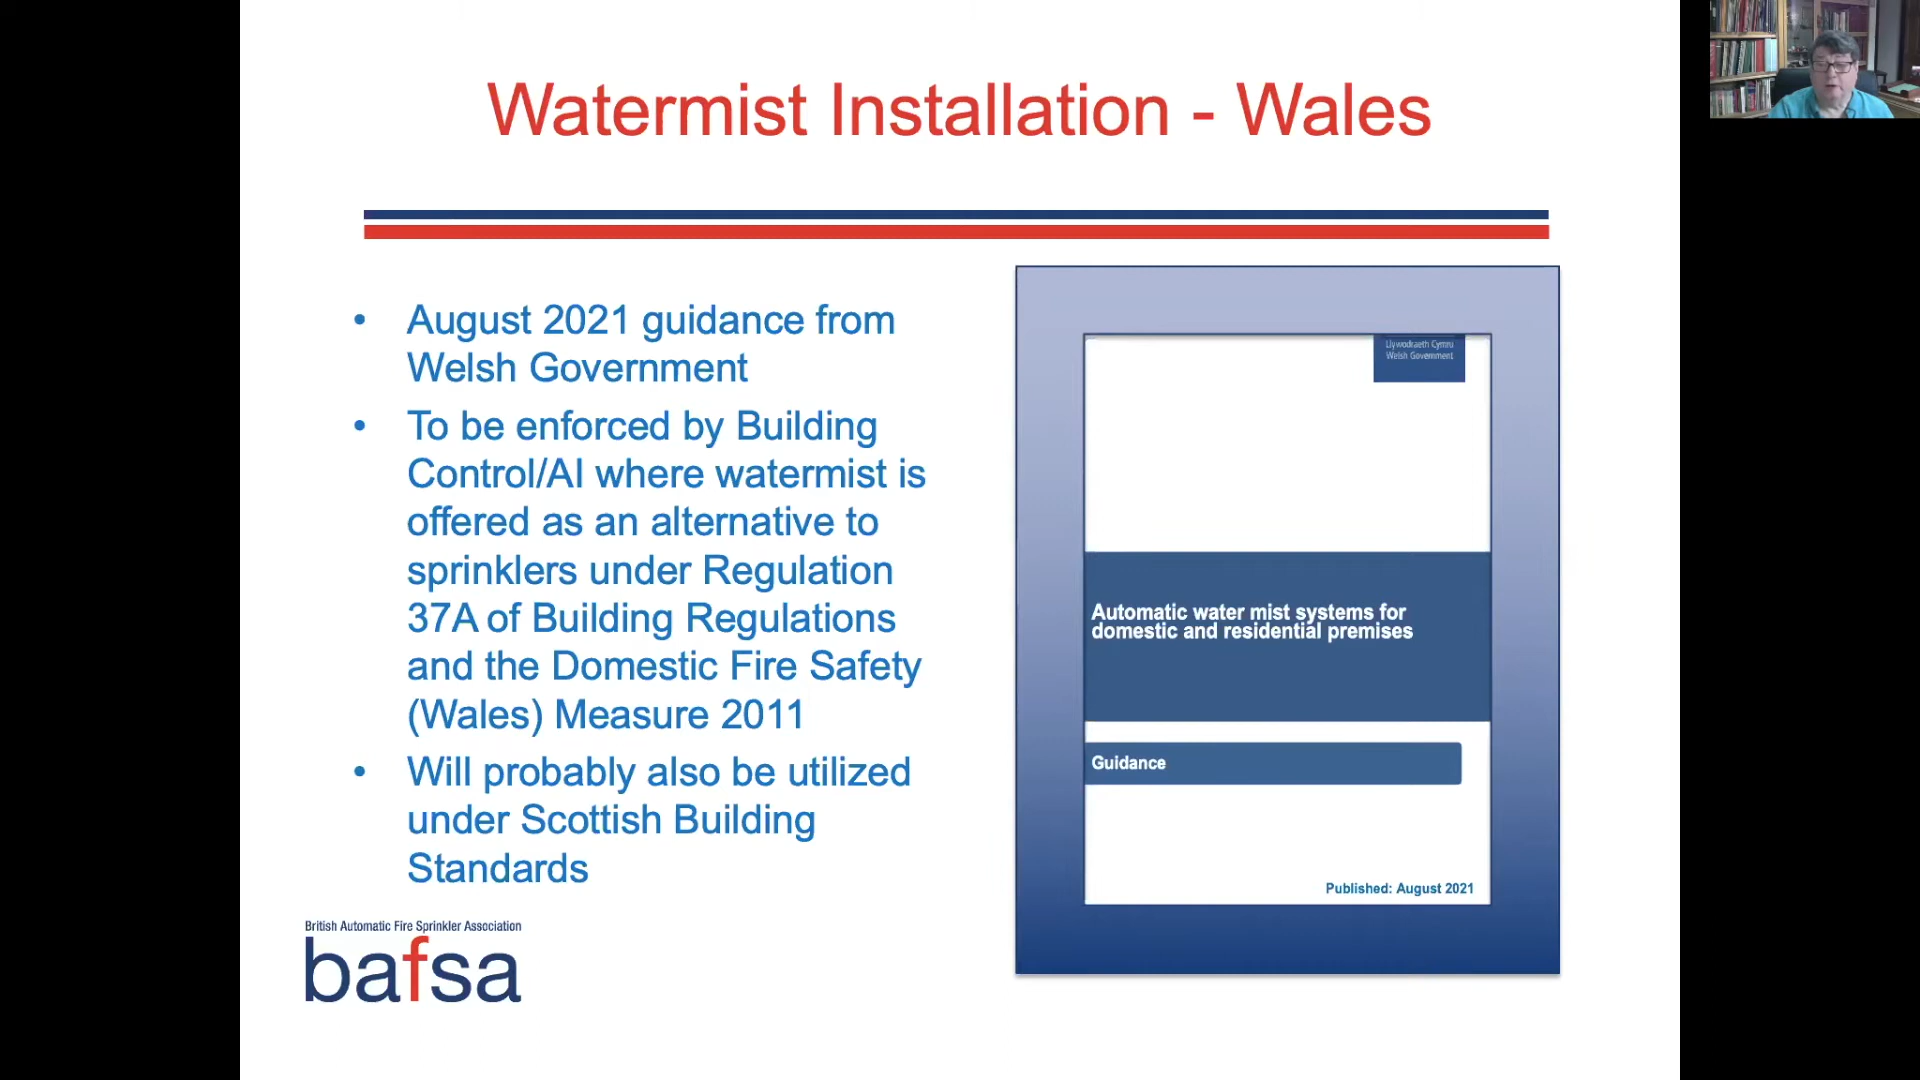 Watermist Installation - Wales
• August 2021 guidance from
Welsh Government
• To be enforced by Building
Control/AI where watermist is
offered as an alternative to
sprinklers under Regulation
37A of Building Regulations
and the Domestic Fire Safety
(Wales) Measure 2011
• Will probably also be utilized
under Scottish Building
Standards
Llywodraeth Cymru
Welsh Government
Automatic water mist systems for
domestic and residential premises
Guidance
Published: August 2021
British Automatic Fire Sprinkler Association
bafsa